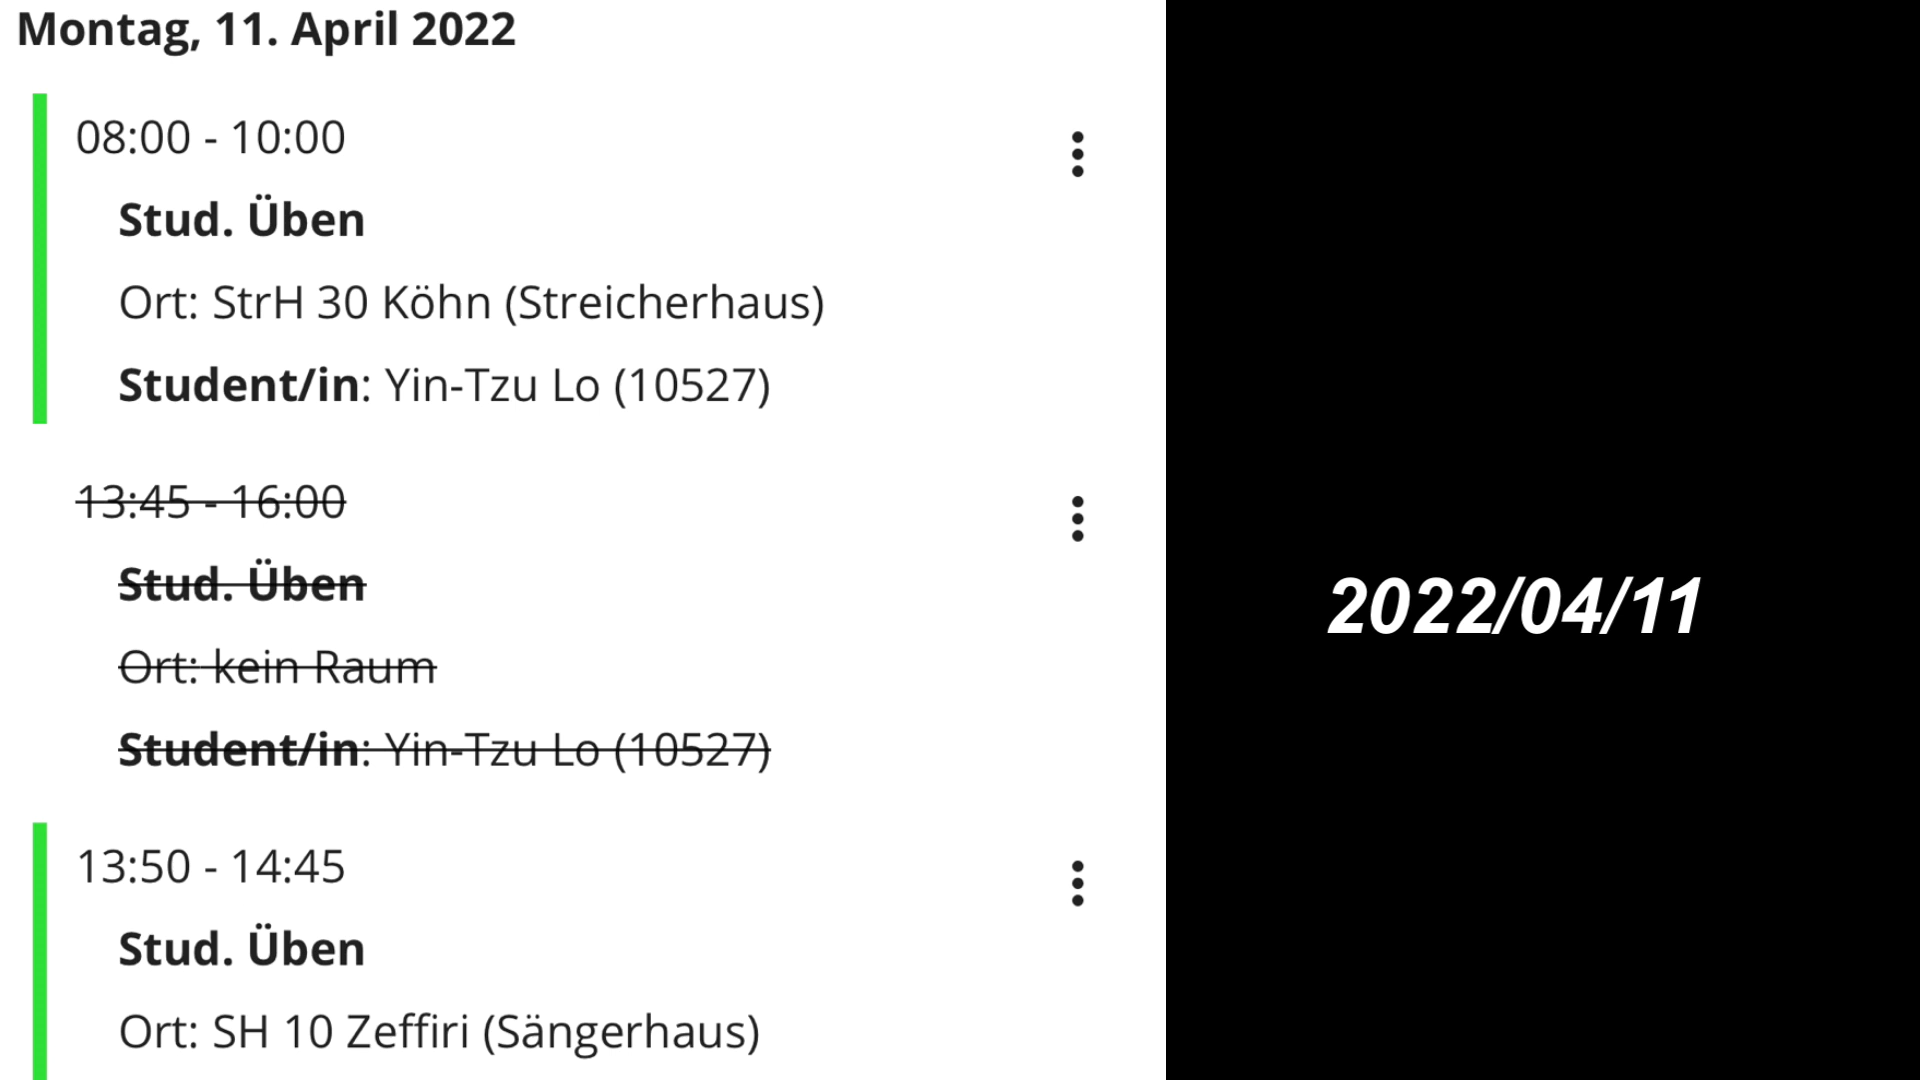 Montag, 11. April 2022
08:00 - 10:00
Stud. Üben
Ort: StrH 30 Köhn (Streicherhaus)
Student/in: Yin-Tzu Lo (10527)
13:45 - 16:00
Stud. Üben
Ort: kein Raum
Student/in: Yin-Tzu Lo (10527)
13:50 - 14:45
Stud. Üben
Ort: SH 10 Zeffiri (Sängerhaus)
2022/04/11